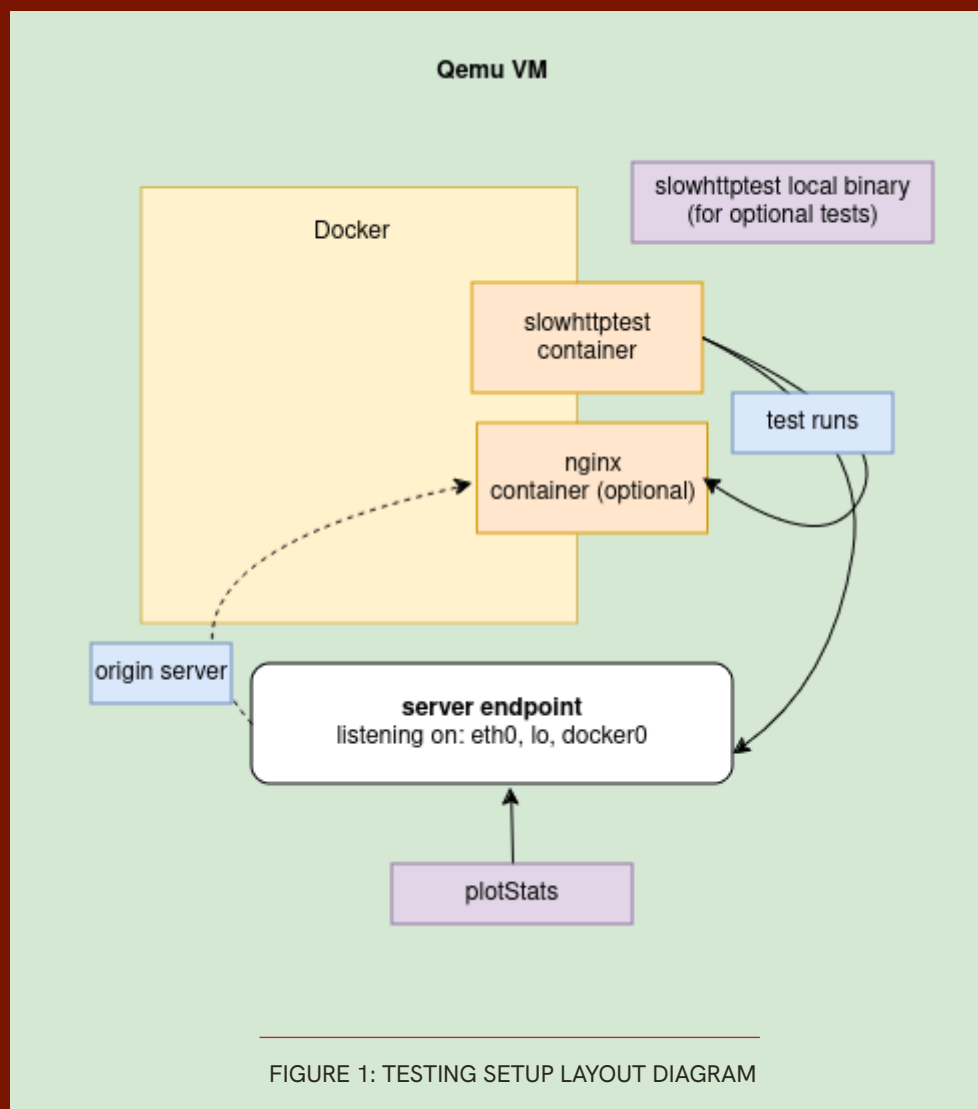 Qemu VM
slowhttptest local binary
(for optional tests)
Docker
slowhttptest
container
test runs
nginx
container (optional)
origin server
server endpoint
listening on: eth0, lo, docker0
plotStats
FIGURE 1: TESTING SETUP LAYOUT DIAGRAM